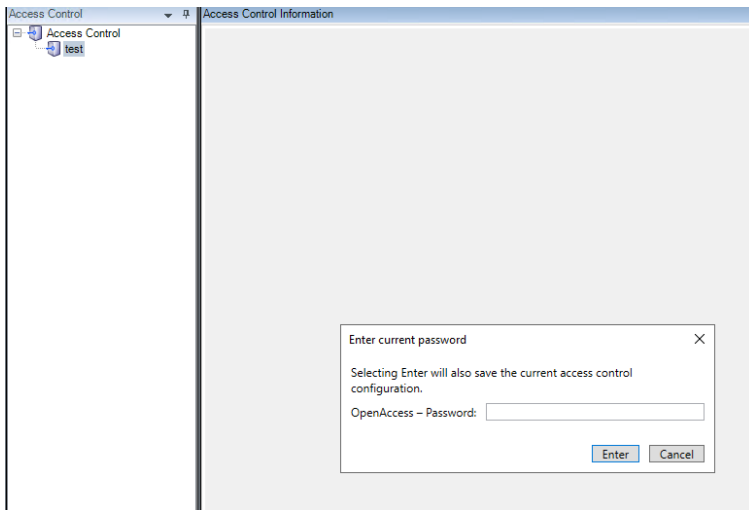 Access Control
Access Control
test
Access Control Information
Enter current password
Selecting Enter will also save the current access control
configuration.
OpenAccess – Password:
Enter
Cancel